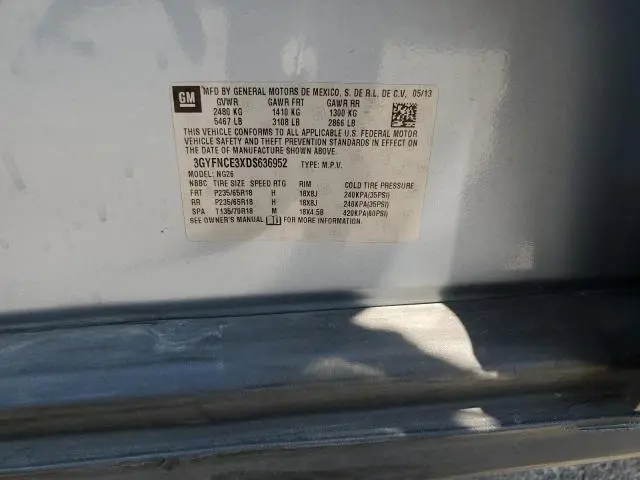 GM MFD BY GENERAL MOTORS DE MEXICO, S. DE R.L. DE C.V. 05/13
GVWR GAWR FRT GAWR RR
2480 KG 1410 KG 1300 KG
5467 LB 3108 LB 2866 LB
THIS VEHICLE CONFORMS TO ALL APPLICABLE U.S. FEDERAL MOTOR
VEHICLE SAFETY AND THEFT PREVENTION STANDARDS IN EFFECT ON
THE DATE OF MANUFACTURE SHOWN ABOVE.
3GYFNCE3XDS636952 TYPE: M.P.V.
MODEL: NG26
NBBC TIRE SIZE SPEED RTG RIM COLD TIRE PRESSURE
FRT P235/65R18 H 18X8J 240KPA(35PSI)
RR P235/65R18 H 18X8J 240KPA(35PSI)
SPA T135/70R18 M 18X4.5B 420KPA(60PSI)
SEE OWNER'S MANUAL FOR MORE INFORMATION.